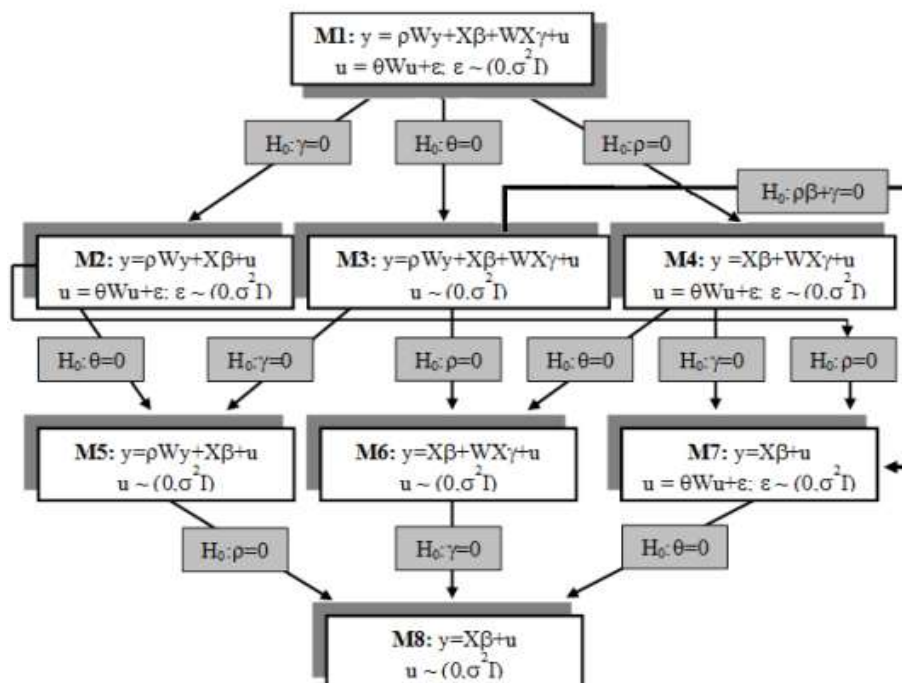 M1: y = ρWy+Xβ+WXγ+u
u = θWu+ε; ε ~ (0,σ²I)
H₀:γ=0
H₀:θ=0
H₀:ρ=0
H₀:ρβ+γ=0
M2: y=ρWy+Xβ+u
u = θWu+ε; ε ~ (0,σ²I)
M3: y=ρWy+Xβ+WXγ+u
u ~ (0,σ²I)
M4: y =Xβ+WXγ+u
u = θWu+ε; ε ~ (0,σ²I)
H₀:θ=0
H₀:γ=0
H₀:ρ=0
H₀:θ=0
H₀:γ=0
H₀:ρ=0
M5: y=ρWy+Xβ+u
u ~ (0,σ²I)
M6: y=Xβ+WXγ+u
u ~ (0,σ²I)
M7: y=Xβ+u
u = θWu+ε; ε ~ (0,σ²I)
H₀:ρ=0
H₀:γ=0
H₀:θ=0
M8: y=Xβ+u
u ~ (0,σ²I)